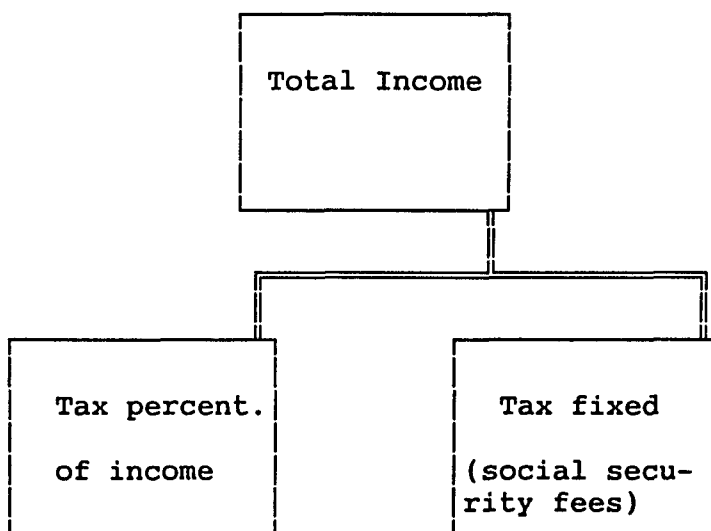 Total Income
Tax percent.
of income
Tax fixed
(social secu-
rity fees)